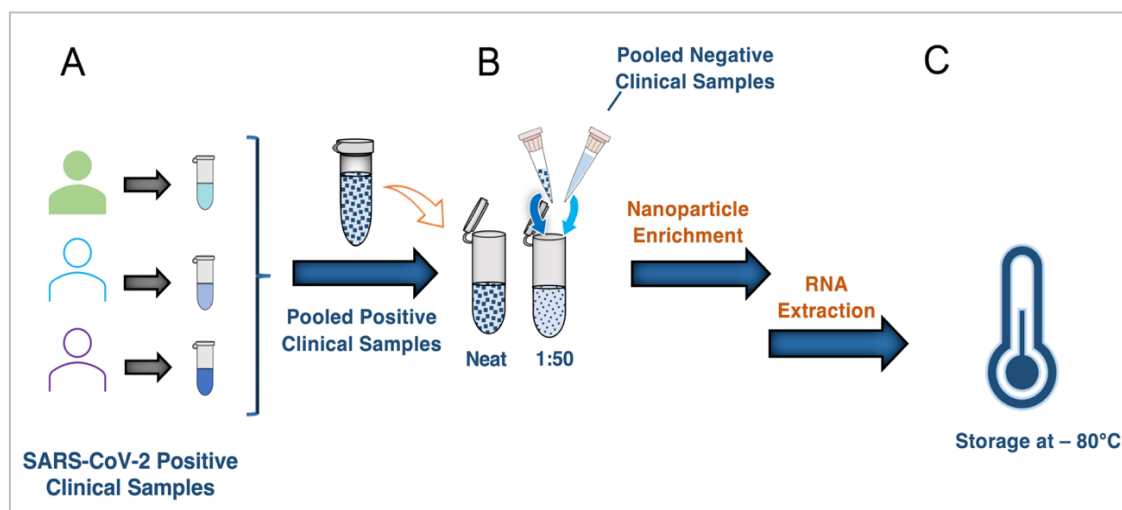 A
B
C
Pooled Negative
Clinical Samples
Nanoparticle
Enrichment
RNA
Extraction
Pooled Positive
Clinical Samples
Neat
1:50
SARS-CoV-2 Positive
Clinical Samples
Storage at – 80°C